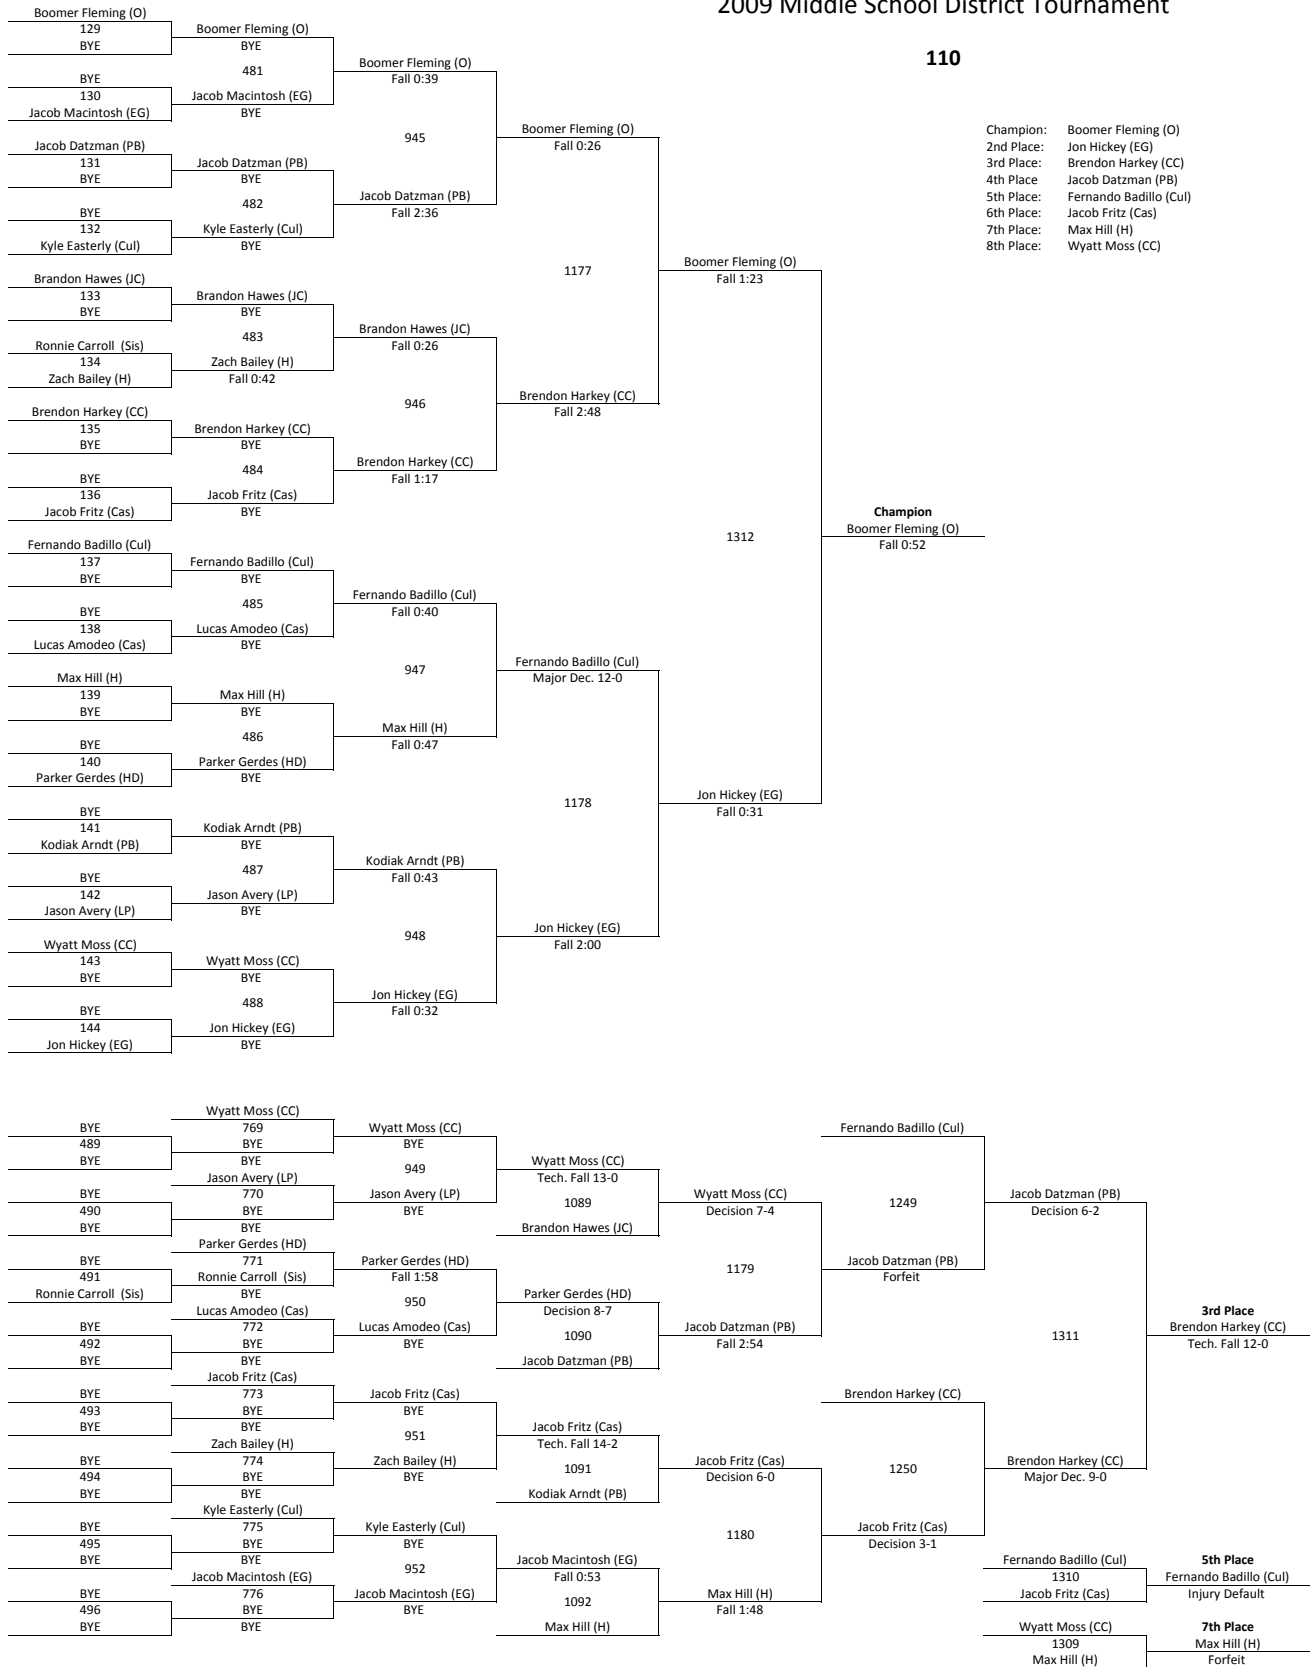 2009 Middle School District Tournament
110
Champion: Boomer Fleming (O)
2nd Place: Jon Hickey (EG)
3rd Place: Brendon Harkey (CC)
4th Place Jacob Datzman (PB)
5th Place: Fernando Badillo (Cul)
6th Place: Jacob Fritz (Cas)
7th Place: Max Hill (H)
8th Place: Wyatt Moss (CC)
Boomer Fleming (O)
129
BYE
BYE
130
Jacob Macintosh (EG)
Jacob Datzman (PB)
131
BYE
BYE
132
Kyle Easterly (Cul)
Brandon Hawes (JC)
133
BYE
Ronnie Carroll (Sis)
134
Zach Bailey (H)
Brendon Harkey (CC)
135
BYE
BYE
136
Jacob Fritz (Cas)
Fernando Badillo (Cul)
137
BYE
BYE
138
Lucas Amodeo (Cas)
Max Hill (H)
139
BYE
BYE
140
Parker Gerdes (HD)
BYE
141
Kodiak Arndt (PB)
BYE
142
Jason Avery (LP)
Wyatt Moss (CC)
143
BYE
BYE
144
Jon Hickey (EG)
Boomer Fleming (O)
BYE
481
Jacob Macintosh (EG)
BYE
Jacob Datzman (PB)
BYE
482
Kyle Easterly (Cul)
BYE
Brandon Hawes (JC)
BYE
483
Zach Bailey (H)
Fall 0:42
Brendon Harkey (CC)
BYE
484
Jacob Fritz (Cas)
BYE
Fernando Badillo (Cul)
BYE
485
Lucas Amodeo (Cas)
BYE
Max Hill (H)
BYE
486
Parker Gerdes (HD)
BYE
Kodiak Arndt (PB)
BYE
487
Jason Avery (LP)
BYE
Wyatt Moss (CC)
BYE
488
Jon Hickey (EG)
BYE
Boomer Fleming (O)
Fall 0:39
945
Jacob Datzman (PB)
Fall 2:36
Brandon Hawes (JC)
Fall 0:26
946
Brendon Harkey (CC)
Fall 1:17
Fernando Badillo (Cul)
Fall 0:40
947
Max Hill (H)
Fall 0:47
Kodiak Arndt (PB)
Fall 0:43
948
Jon Hickey (EG)
Fall 0:32
Boomer Fleming (O)
Fall 0:26
1177
Brendon Harkey (CC)
Fall 2:48
Fernando Badillo (Cul)
Major Dec. 12-0
1178
Jon Hickey (EG)
Fall 2:00
Boomer Fleming (O)
Fall 1:23
1312
Jon Hickey (EG)
Fall 0:31
Champion
Boomer Fleming (O)
Fall 0:52
BYE
489
BYE
BYE
490
BYE
BYE
491
Ronnie Carroll (Sis)
BYE
492
BYE
BYE
493
BYE
BYE
494
BYE
BYE
495
BYE
BYE
496
BYE
Wyatt Moss (CC)
769
BYE
BYE
Jason Avery (LP)
770
BYE
BYE
Parker Gerdes (HD)
771
Ronnie Carroll (Sis)
BYE
Lucas Amodeo (Cas)
772
BYE
BYE
Jacob Fritz (Cas)
773
BYE
BYE
Zach Bailey (H)
774
BYE
BYE
Kyle Easterly (Cul)
775
BYE
BYE
Jacob Macintosh (EG)
776
BYE
BYE
Wyatt Moss (CC)
BYE
949
Jason Avery (LP)
BYE
Parker Gerdes (HD)
Fall 1:58
950
Lucas Amodeo (Cas)
BYE
Jacob Fritz (Cas)
BYE
951
Zach Bailey (H)
BYE
Kyle Easterly (Cul)
BYE
952
Jacob Macintosh (EG)
BYE
Wyatt Moss (CC)
Tech. Fall 13-0
1089
Brandon Hawes (JC)
Parker Gerdes (HD)
Decision 8-7
1090
Jacob Datzman (PB)
Jacob Fritz (Cas)
Tech. Fall 14-2
1091
Kodiak Arndt (PB)
Jacob Macintosh (EG)
Fall 0:53
1092
Max Hill (H)
Wyatt Moss (CC)
Decision 7-4
1179
Jacob Datzman (PB)
Fall 2:54
Jacob Fritz (Cas)
Decision 6-0
1180
Max Hill (H)
Fall 1:48
Fernando Badillo (Cul)
1249
Jacob Datzman (PB)
Forfeit
Brendon Harkey (CC)
1250
Jacob Fritz (Cas)
Decision 3-1
Jacob Datzman (PB)
Decision 6-2
1311
Brendon Harkey (CC)
Major Dec. 9-0
3rd Place
Brendon Harkey (CC)
Tech. Fall 12-0
Fernando Badillo (Cul)
1310
Jacob Fritz (Cas)
5th Place
Fernando Badillo (Cul)
Injury Default
Wyatt Moss (CC)
1309
Max Hill (H)
7th Place
Max Hill (H)
Forfeit